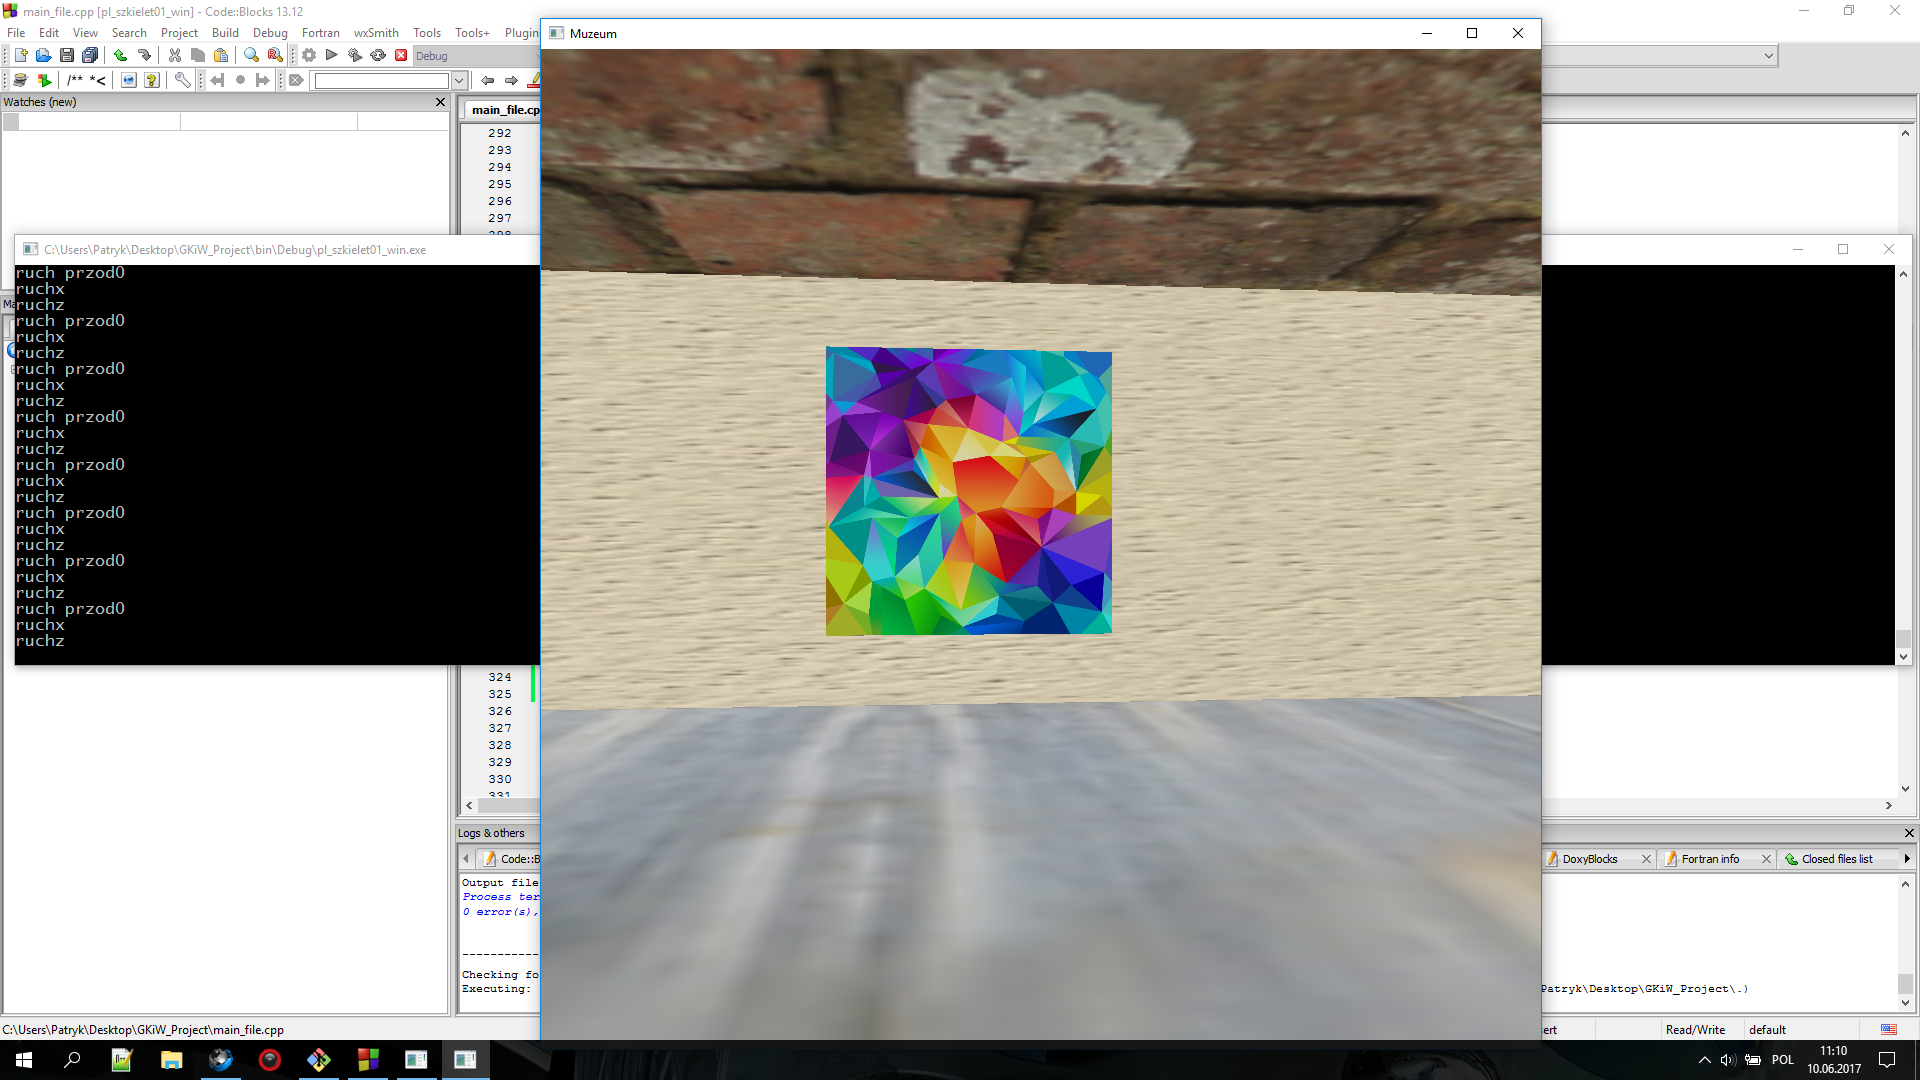 main_file.cpp [pl_szkielet01_win] - Code::Blocks 13.12
File Edit View Search Project Build Debug Fortran wxSmith Tools Tools+ Plugin
Debug
/** *<
Watches (new)
main_file.cp
292
293
294
295
296
297
298
Muzeum
C:\Users\Patryk\Desktop\GKiW_Project\bin\Debug\pl_szkielet01_win.exe
ruch przod0
ruchx
ruchz
ruch przod0
ruchx
ruchz
ruch przod0
ruchx
ruchz
ruch przod0
ruchx
ruchz
ruch przod0
ruchx
ruchz
ruch przod0
ruchx
ruchz
ruch przod0
ruchx
ruchz
ruch przod0
ruchx
ruchz
Ma
324
325
326
327
328
329
330
331
Logs & others
Code::B
DoxyBlocks
Fortran info
Closed files list
Output file
Process ter
0 error(s),
Checking fo
Executing:
Patryk\Desktop\GKiW_Project\.)
C:\Users\Patryk\Desktop\GKiW_Project\main_file.cpp
ert
Read/Write
default
POL
11:10
10.06.2017